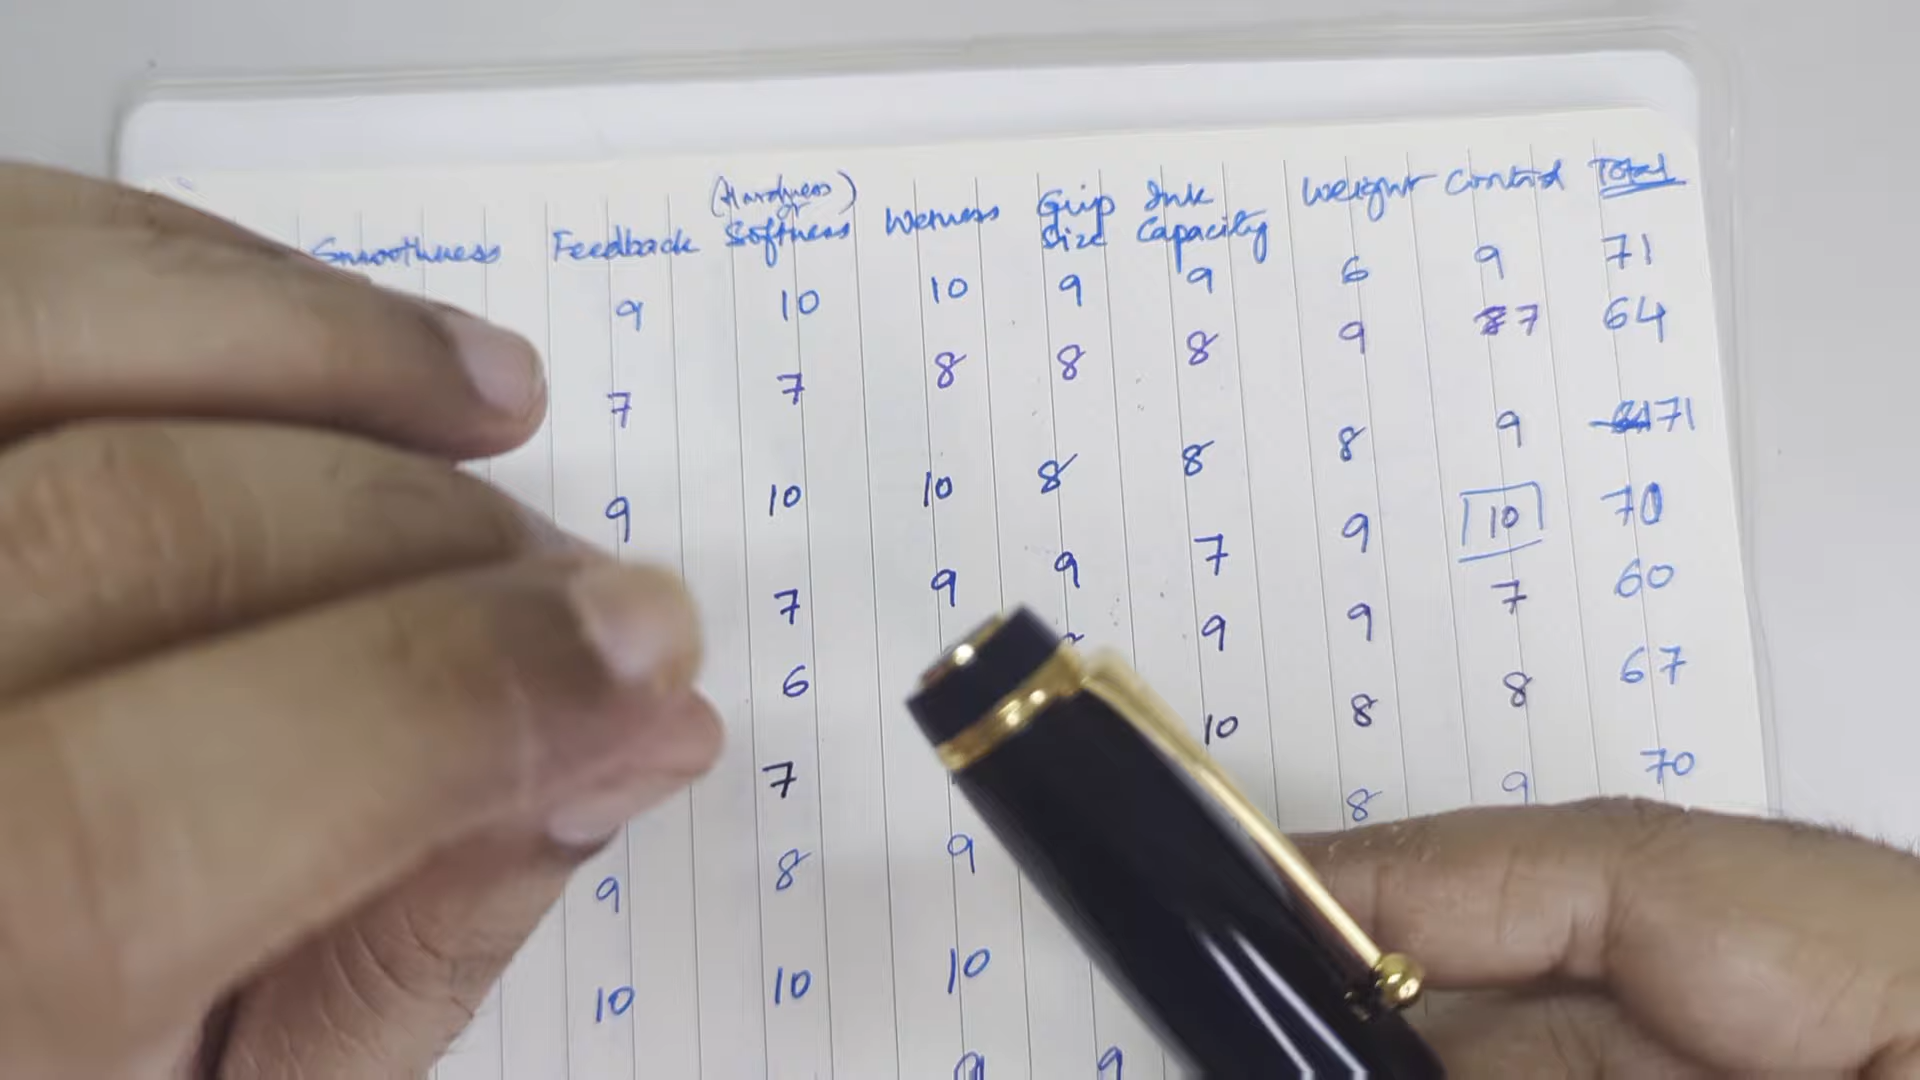 Smoothness Feedback (Hardness or Softness) Wetness Grip Size Ink Capacity Weight Control Total
9 10 10 9 9 6 9 71
7 7 8 8 8 9 7 64
9 10 10 8 8 8 9 71
7 9 9 7 9 10 70
6 9 9 7 60
7 10 8 8 67
9 8 9 8 9 70
10 10 10
9